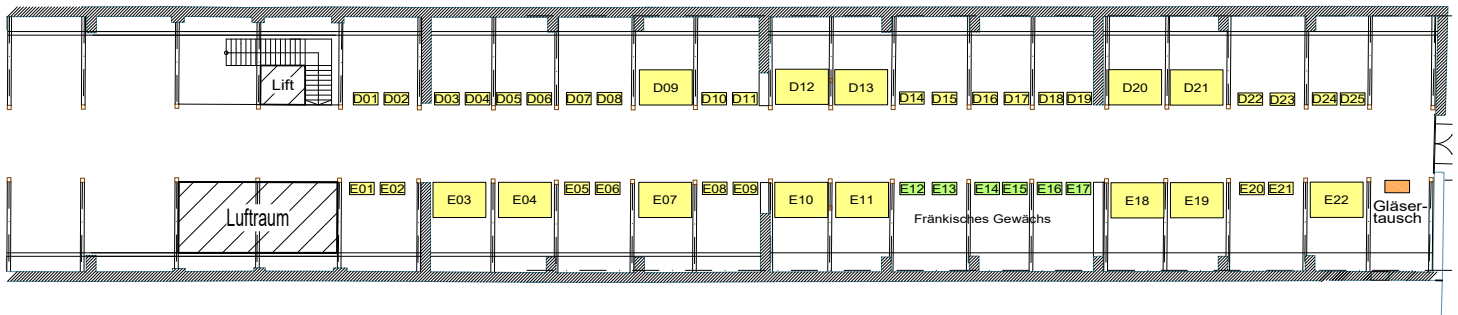 Lift
D01 D02 D03 D04 D05 D06 D07 D08 D09 D10 D11 D12 D13 D14 D15 D16 D17 D18 D19 D20 D21 D22 D23 D24 D25
E01 E02 E03 E04 E05 E06 E07 E08 E09 E10 E11 E12 E13 E14 E15 E16 E17 E18 E19 E20 E21 E22
Luftraum
Fränkisches Gewächs
Gläser-
tausch